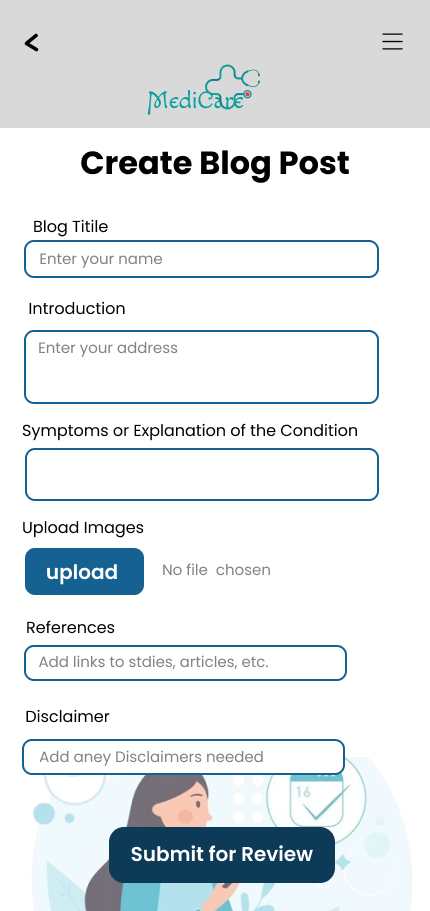 MediCare
Create Blog Post
Blog Titile
Enter your name
Introduction
Enter your address
Symptoms or Explanation of the Condition
Upload Images
upload
No file chosen
References
Add links to stdies, articles, etc.
Disclaimer
Add aney Disclaimers needed
16
Submit for Review